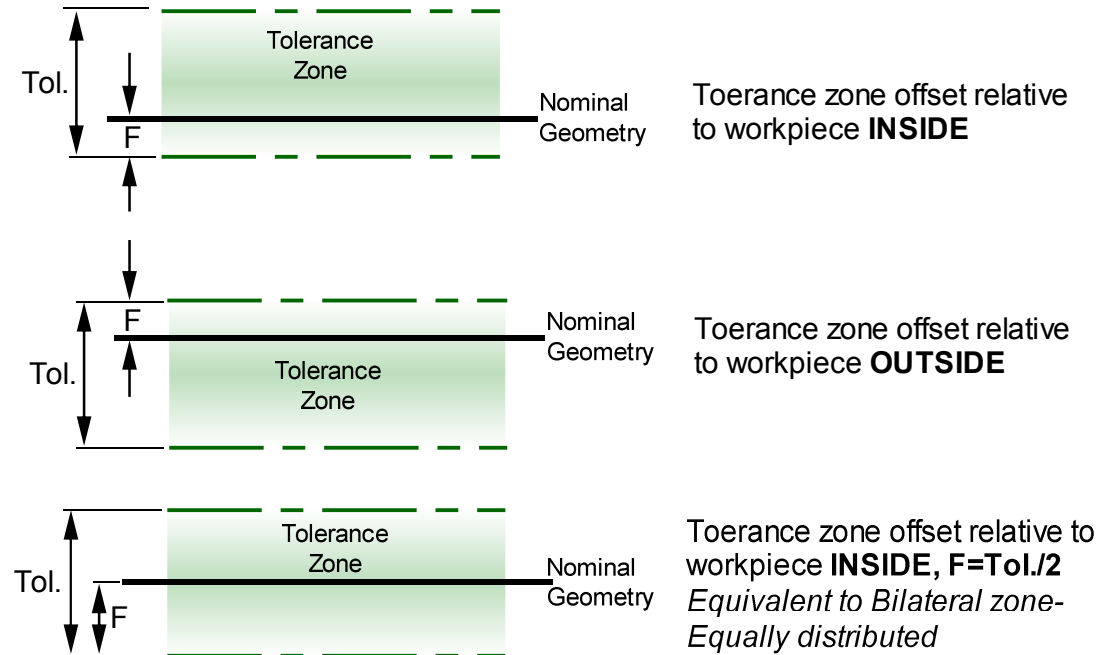 Tolerance
Zone
Tol.
F
Nominal
Geometry
Toerance zone offset relative
to workpiece INSIDE
F
Tol.
Tolerance
Zone
Nominal
Geometry
Toerance zone offset relative
to workpiece OUTSIDE
Tolerance
Zone
Tol.
F
Nominal
Geometry
Toerance zone offset relative to
workpiece INSIDE, F=Tol./2
Equivalent to Bilateral zone-
Equally distributed